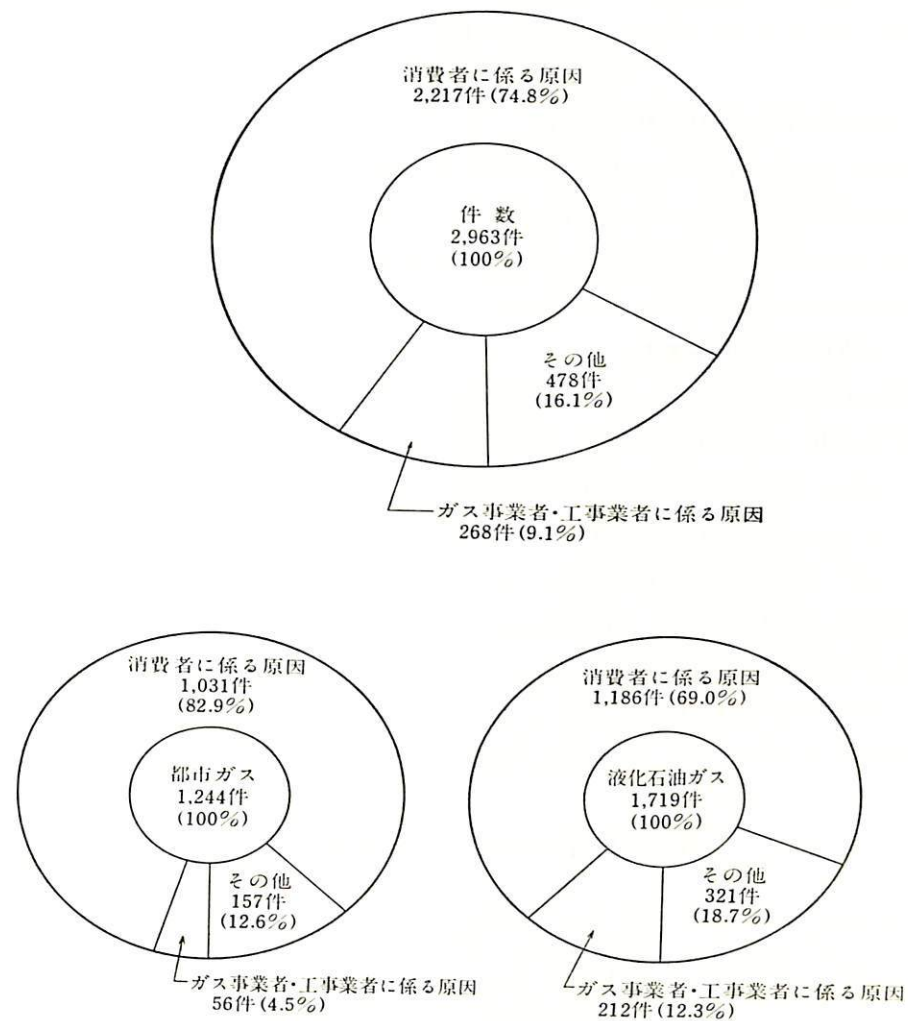 消費者に係る原因
2,217件(74.8%)
件数
2,963件
(100%)
その他
478件
(16.1%)
ガス事業者・工事業者に係る原因
268件(9.1%)
消費者に係る原因
1,031件
(82.9%)
都市ガス
1,244件
(100%)
その他
157件
(12.6%)
ガス事業者・工事業者に係る原因
56件(4.5%)
消費者に係る原因
1,186件(69.0%)
液化石油ガス
1,719件
(100%)
その他
321件
(18.7%)
ガス事業者・工事業者に係る原因
212件(12.3%)